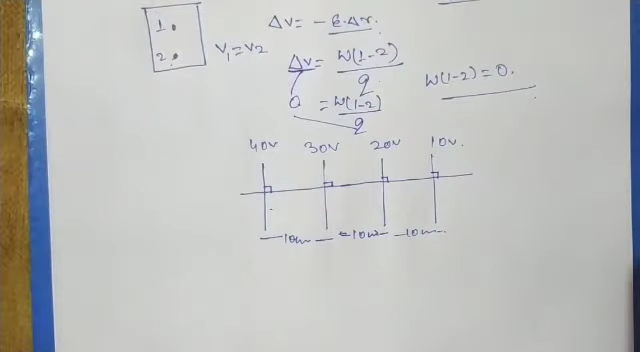 ΔV = - E.Δr.
1.
2.
V₁ = V₂
ΔV = W(1-2)/q
W(1-2) = 0.
0 = W(1-2)/q
40V 30V 20V 10V.
10m 10m 10m